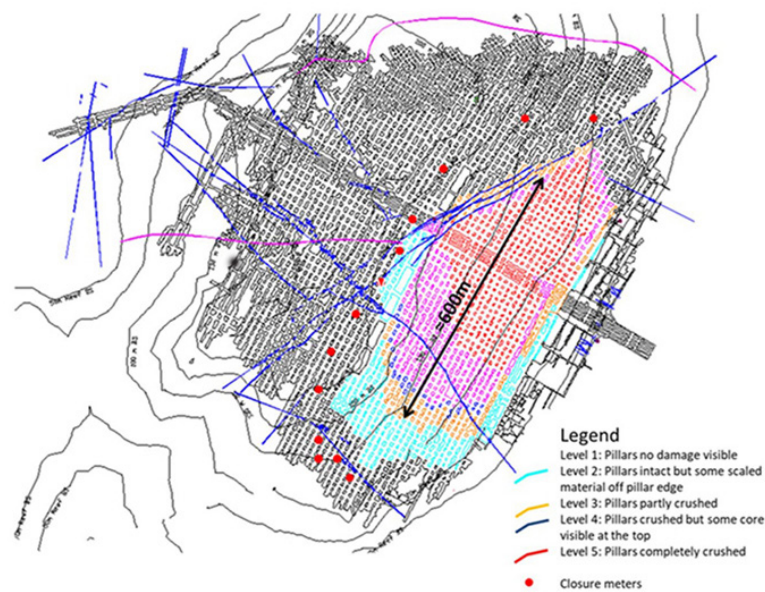 ≈600m
Legend
Level 1: Pillars no damage visible
Level 2: Pillars intact but some scaled
material off pillar edge
Level 3: Pillars partly crushed
Level 4: Pillars crushed but some core
visible at the top
Level 5: Pillars completely crushed
Closure meters